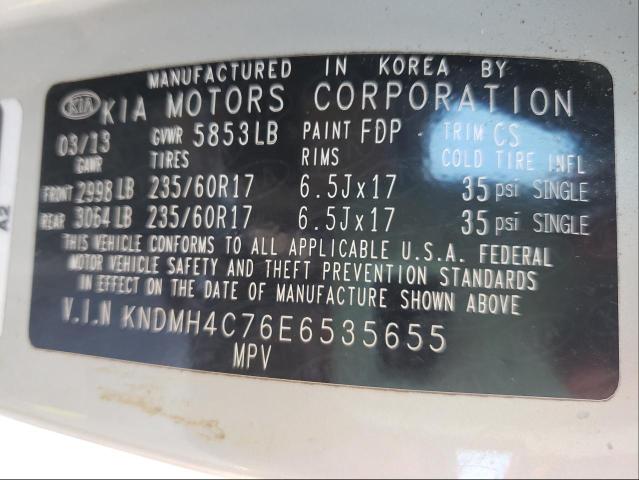 MANUFACTURED IN KOREA BY
KIA KIA MOTORS CORPORATION
03/13 GVWR 5853LB PAINT FDP TRIM CS
GAWR TIRES RIMS COLD TIRE INFL
FRONT 2998 LB 235/60R17 6.5Jx17 35 psi SINGLE
REAR 3064 LB 235/60R17 6.5Jx17 35 psi SINGLE
THIS VEHICLE CONFORMS TO ALL APPLICABLE U.S.A. FEDERAL
MOTOR VEHICLE SAFETY AND THEFT PREVENTION STANDARDS
IN EFFECT ON THE DATE OF MANUFACTURE SHOWN ABOVE
V.I.N KNDMH4C76E6535655
MPV
A2